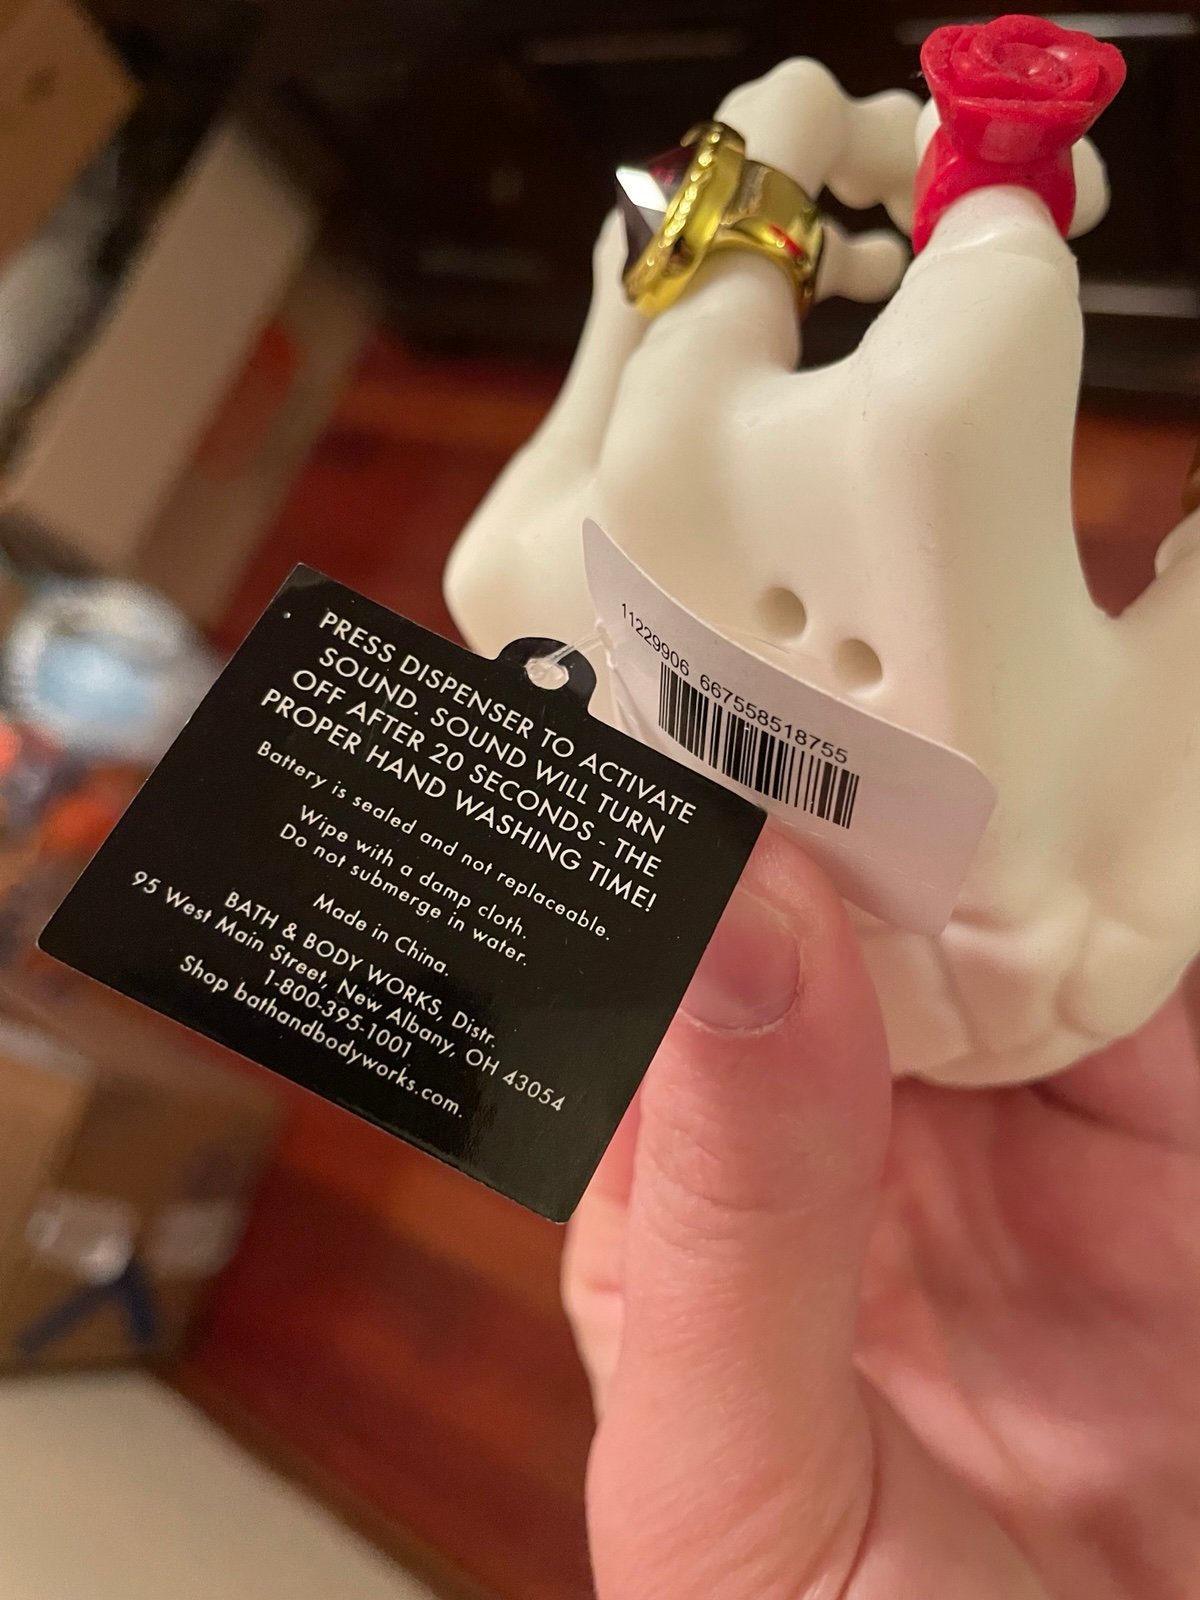 PRESS DISPENSER TO ACTIVATE
SOUND. SOUND WILL TURN
OFF AFTER 20 SECONDS - THE
PROPER HAND WASHING TIME!
Battery is sealed and not replaceable.
Wipe with a damp cloth.
Do not submerge in water.
Made in China.
BATH & BODY WORKS, Distr.
95 West Main Street, New Albany, OH 43054
1-800-395-1001
Shop bathandbodyworks.com.
11229906 667558518755